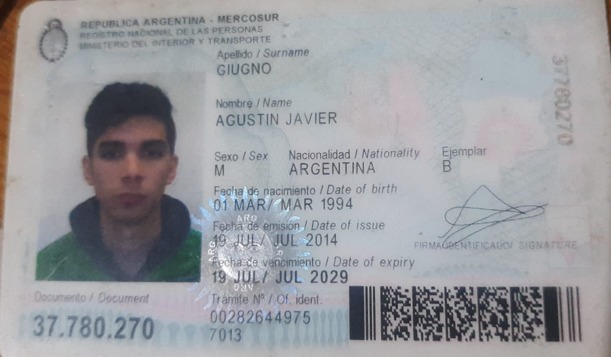 REPUBLICA ARGENTINA - MERCOSUR
REGISTRO NACIONAL DE LAS PERSONAS
MINISTERIO DEL INTERIOR Y TRANSPORTE
Apellido / Surname
GIUGNO
Nombre / Name
AGUSTIN JAVIER
Sexo / Sex Nacionalidad / Nationality Ejemplar
M ARGENTINA B
Fecha de nacimiento / Date of birth
01 MAR/ MAR 1994
Fecha de emisión / Date of issue
19 JUL/ JUL 2014
FIRMA IDENTIFICADO/ SIGNATURE
Fecha de vencimiento / Date of expiry
19 JUL/ JUL 2029
Documento / Document
37.780.270
Trámite Nº / Of. ident.
00282644975
7013
37780270
ARG